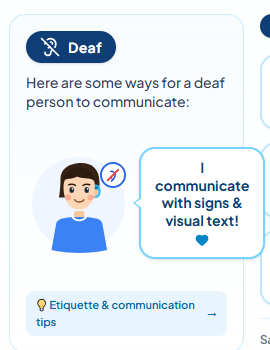 Deaf
Here are some ways for a deaf
person to communicate:
I
communicate
with signs &
visual text!
Etiquette & communication
tips →